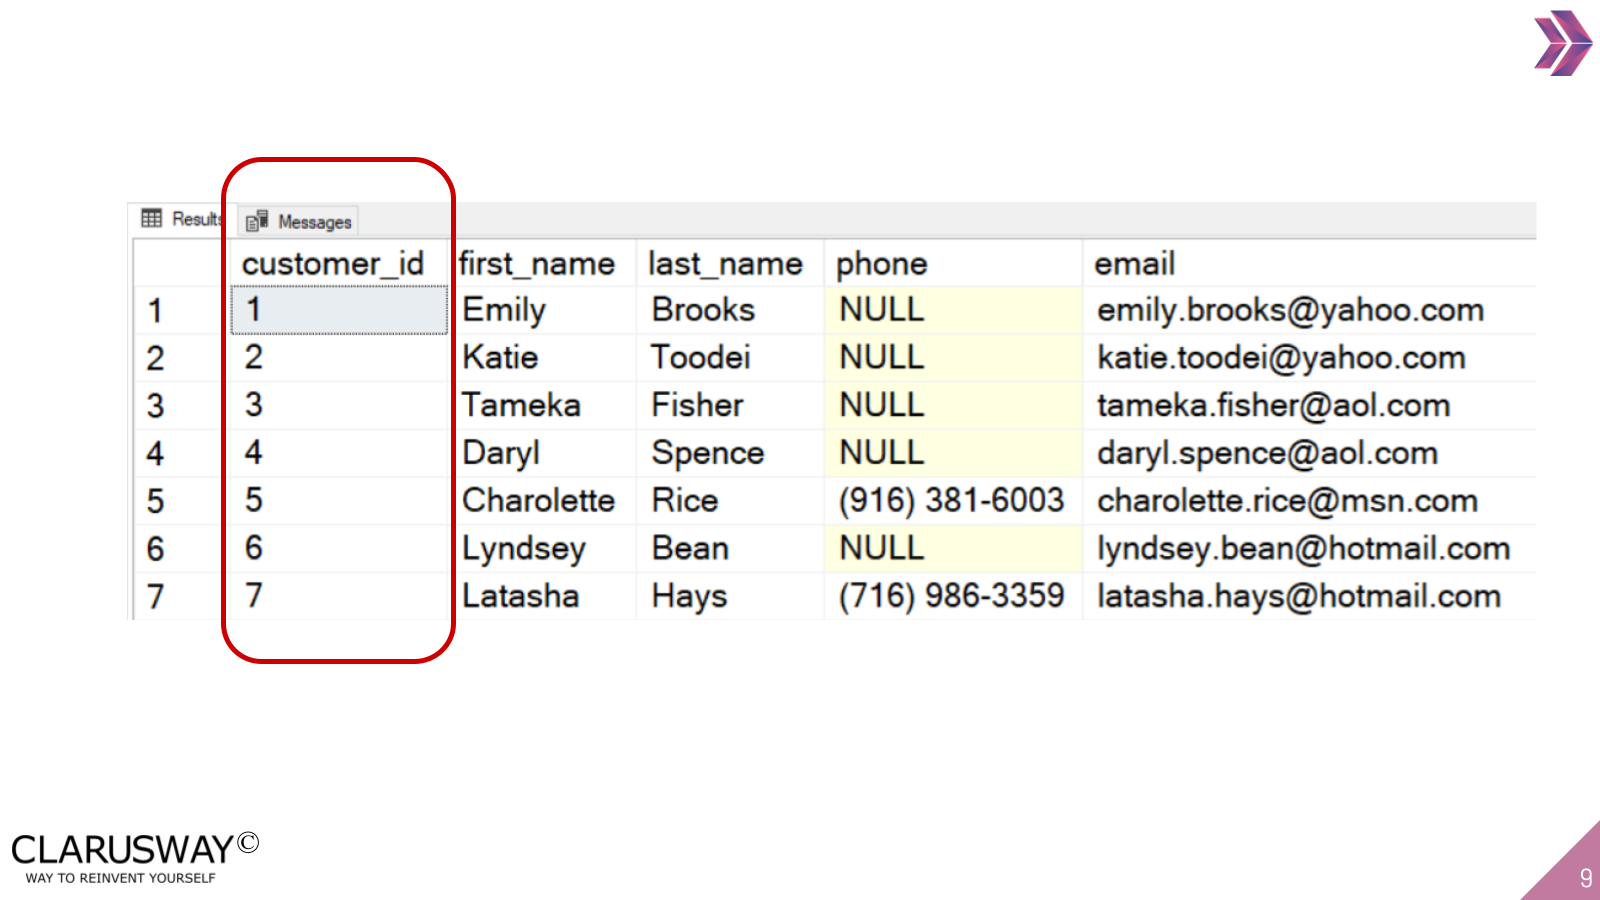 Results Messages
customer_id first_name last_name phone email
1 1 Emily Brooks NULL emily.brooks@yahoo.com
2 2 Katie Toodei NULL katie.toodei@yahoo.com
3 3 Tameka Fisher NULL tameka.fisher@aol.com
4 4 Daryl Spence NULL daryl.spence@aol.com
5 5 Charolette Rice (916) 381-6003 charolette.rice@msn.com
6 6 Lyndsey Bean NULL lyndsey.bean@hotmail.com
7 7 Latasha Hays (716) 986-3359 latasha.hays@hotmail.com
CLARUSWAY©
WAY TO REINVENT YOURSELF
9